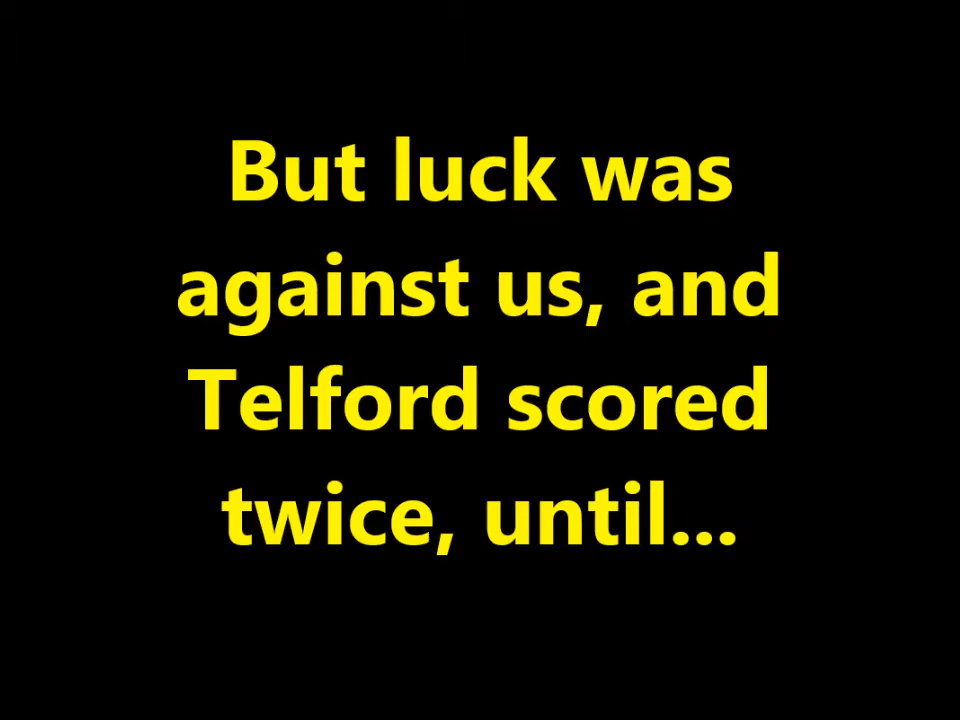 But luck was
against us, and
Telford scored
twice, until...